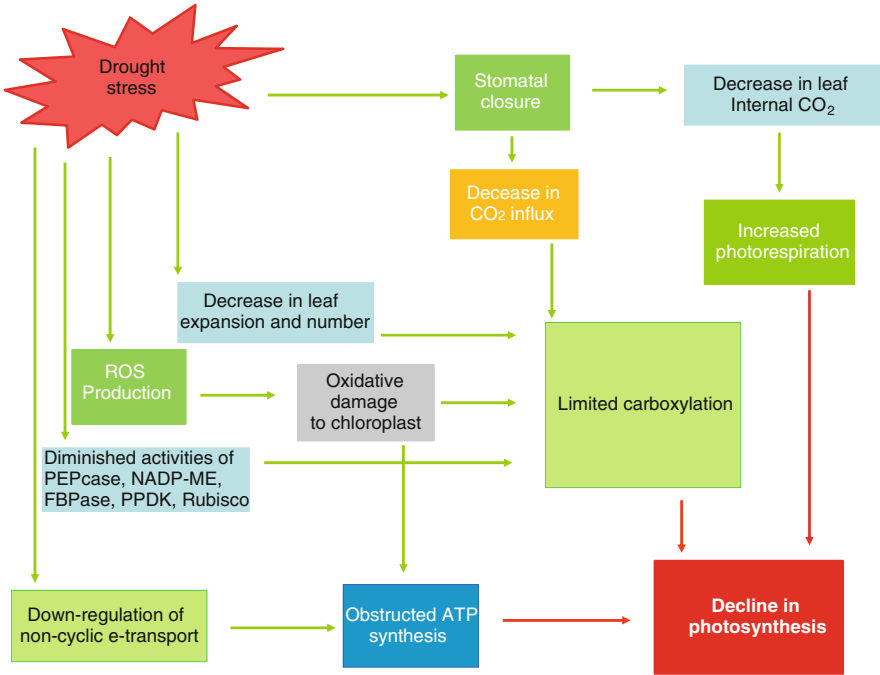 Drought
stress
Stomatal
closure
Decrease in leaf
Internal CO₂
Decease in
CO₂ influx
Increased
photorespiration
Decrease in leaf
expansion and number
ROS
Production
Oxidative
damage
to chloroplast
Limited carboxylation
Diminished activities of
PEPcase, NADP-ME,
FBPase, PPDK, Rubisco
Down-regulation of
non-cyclic e-transport
Obstructed ATP
synthesis
Decline in
photosynthesis